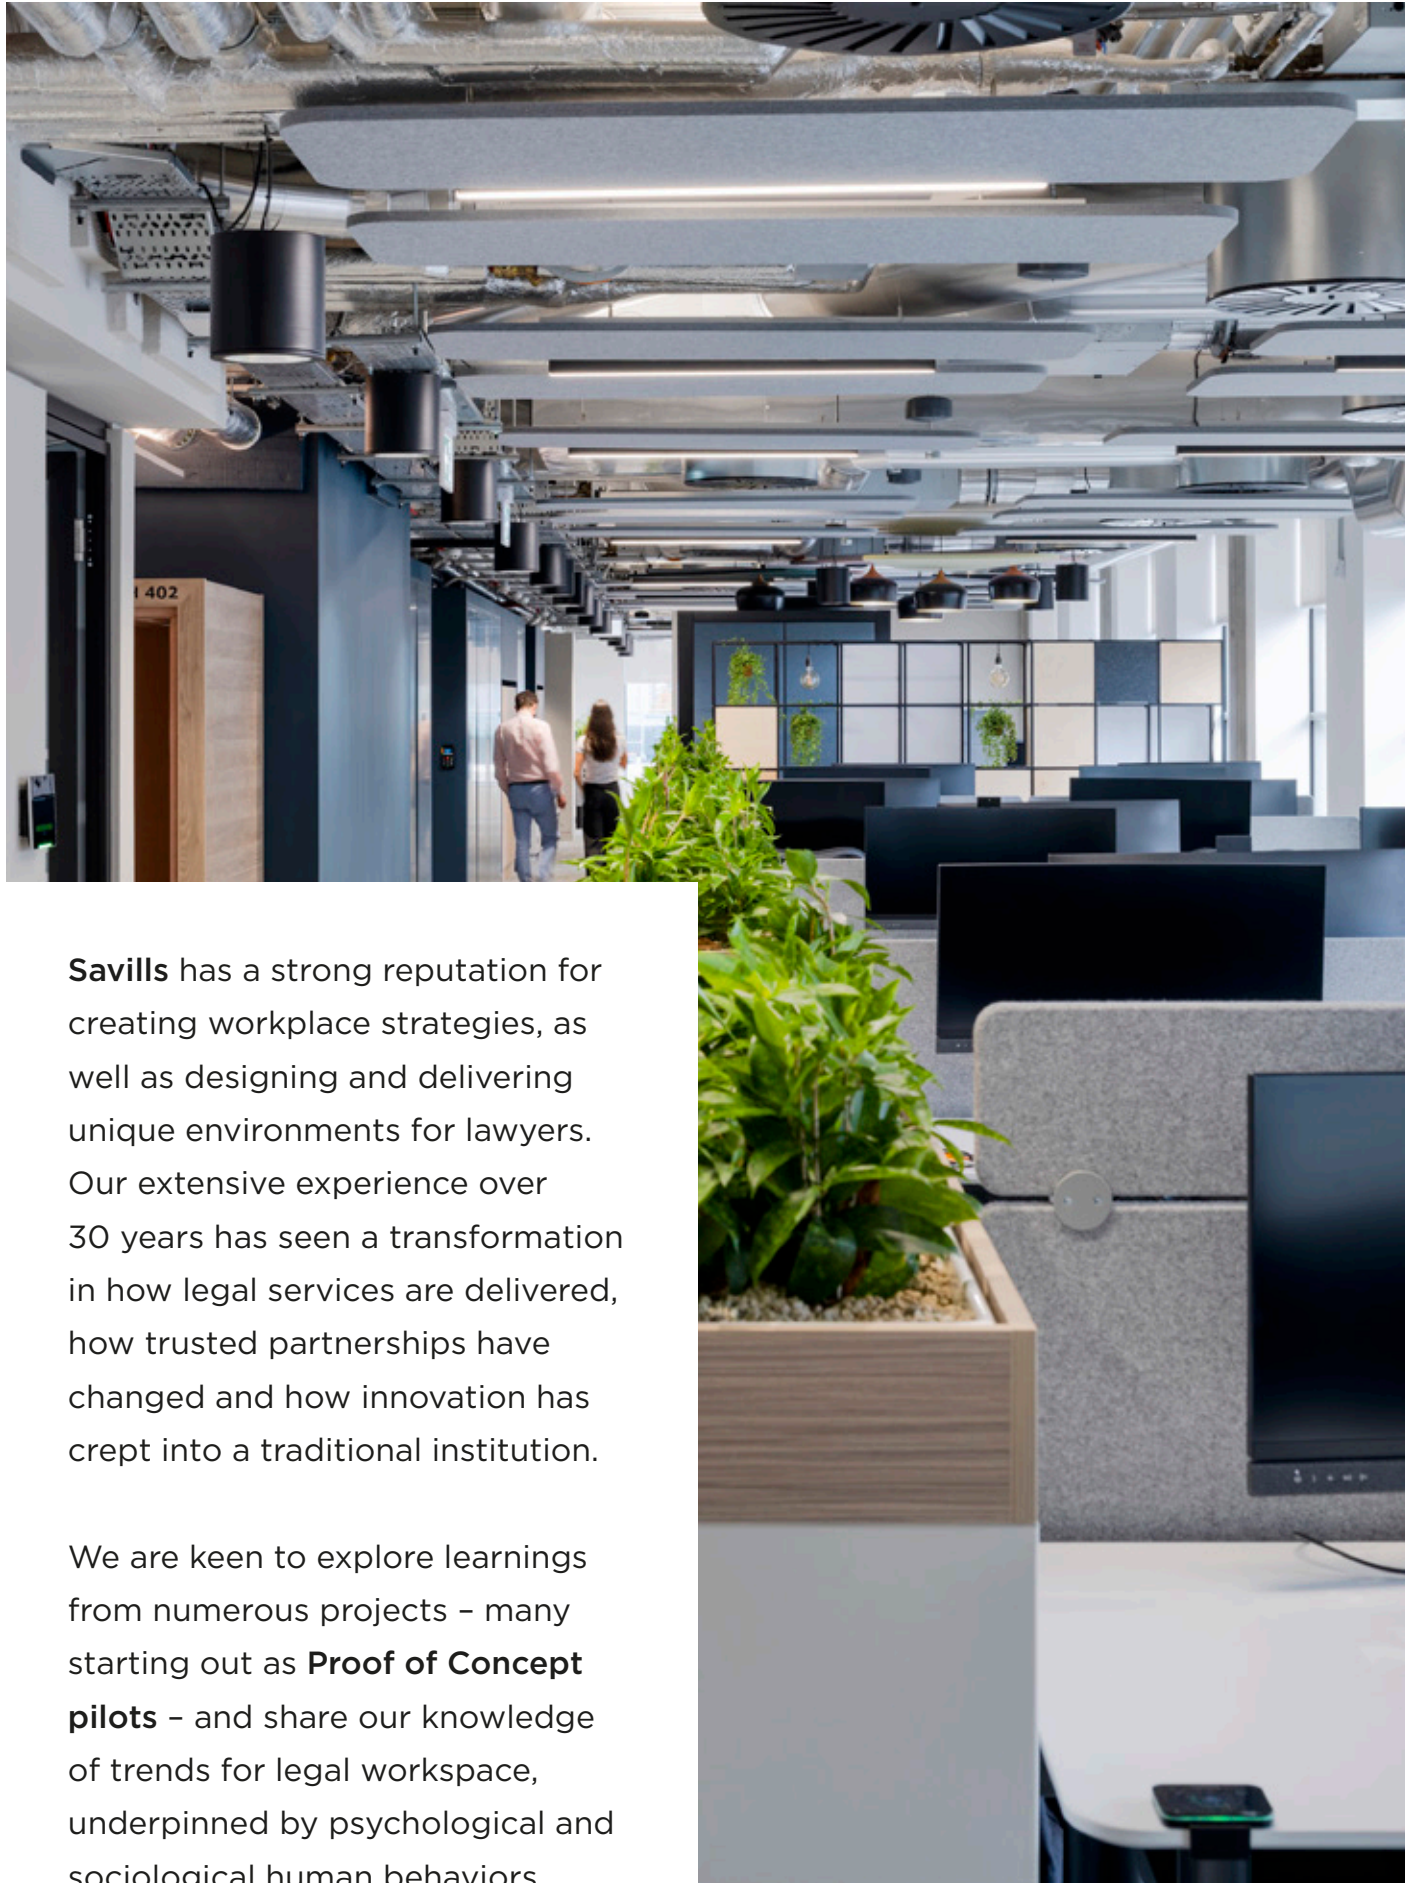 402
Savills has a strong reputation for
creating workplace strategies, as
well as designing and delivering
unique environments for lawyers.
Our extensive experience over
30 years has seen a transformation
in how legal services are delivered,
how trusted partnerships have
changed and how innovation has
crept into a traditional institution.
We are keen to explore learnings
from numerous projects – many
starting out as Proof of Concept
pilots – and share our knowledge
of trends for legal workspace,
underpinned by psychological and
sociological human behaviors